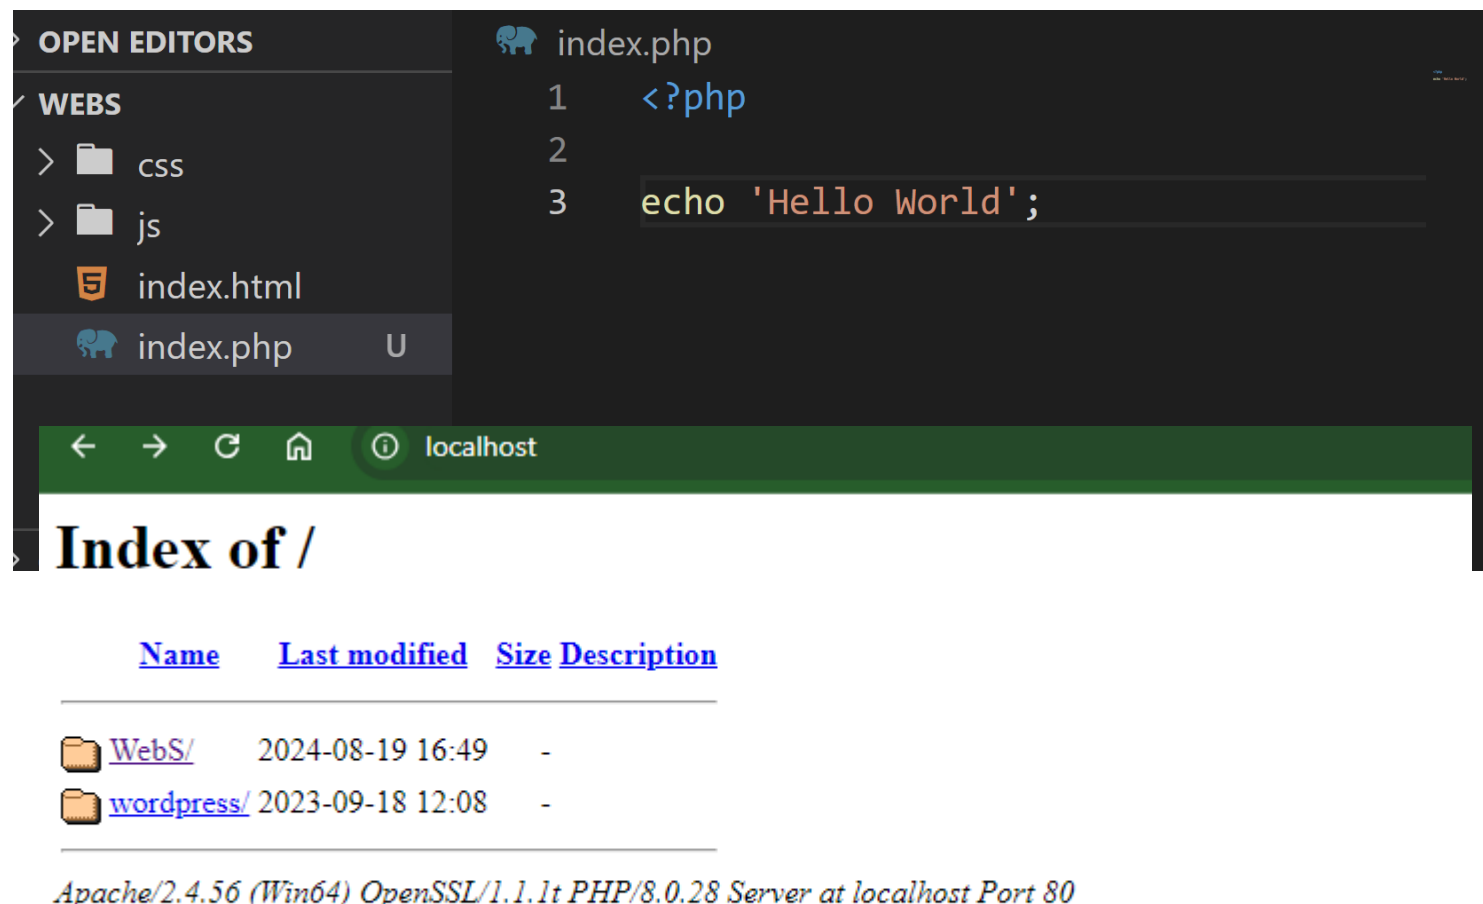 OPEN EDITORS
WEBS
css
js
index.html
index.php U
index.php
1 <?php
2
3 echo 'Hello World';
localhost
Index of /
Name Last modified Size Description
WebS/ 2024-08-19 16:49 -
wordpress/ 2023-09-18 12:08 -
Apache/2.4.56 (Win64) OpenSSL/1.1.1t PHP/8.0.28 Server at localhost Port 80